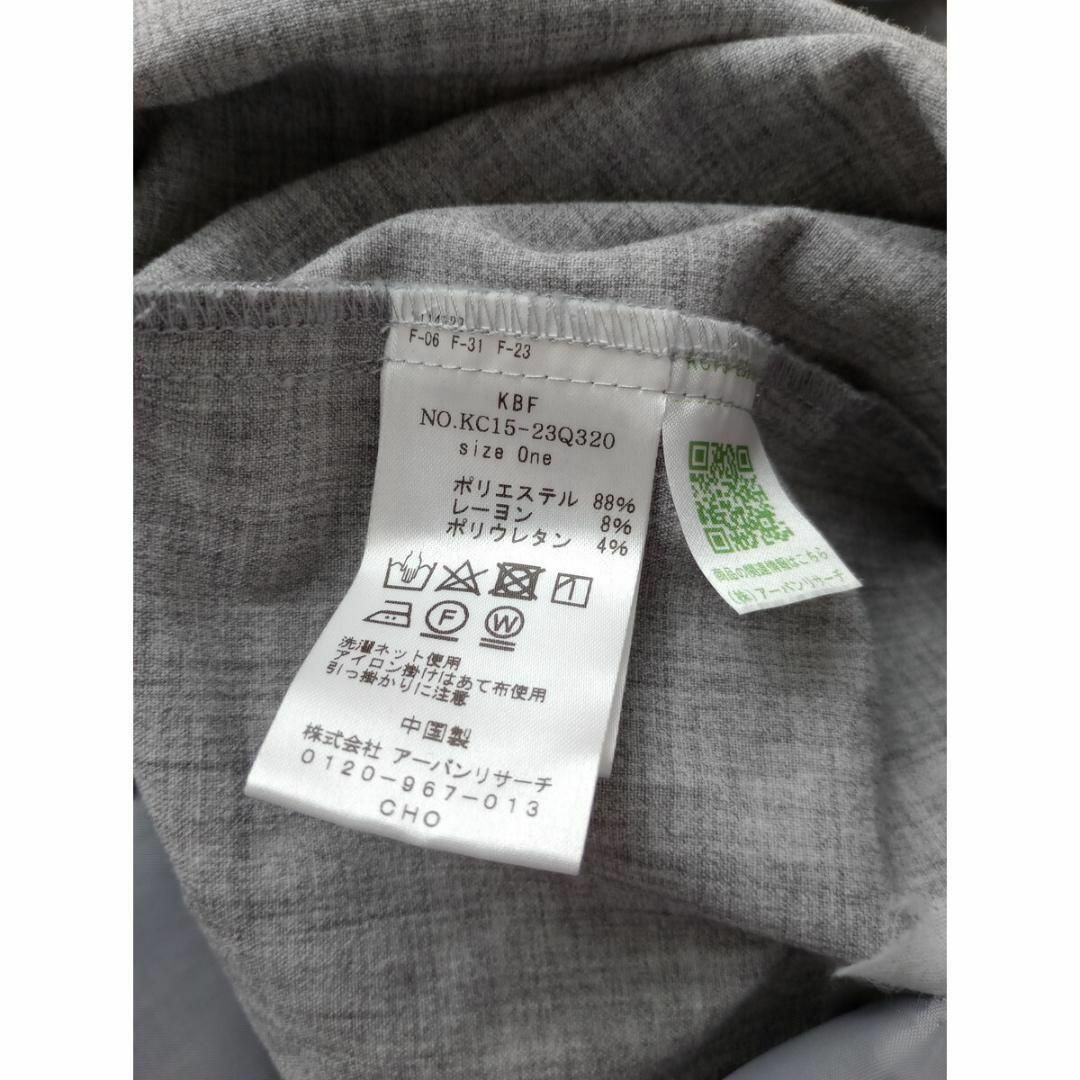 F-06 F-31 F-23
KBF
NO.KC15-23Q320
size One
ポリエステル 88%
レーヨン 8%
ポリウレタン 4%
F W
洗濯ネット使用
アイロン掛けはあて布使用
引っ掛かりに注意
中国製
株式会社 アーバンリサーチ
0120-967-013
CHO
商品の関連情報はこちら
(株)アーバンリサーチ